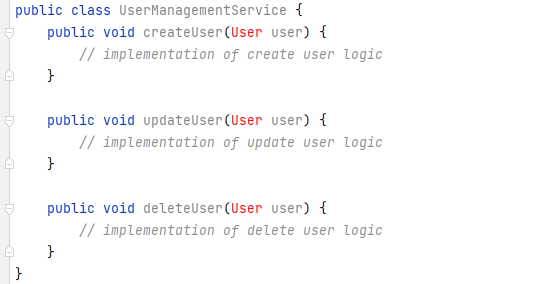 public class UserManagementService {
    public void createUser(User user) {
        // implementation of create user logic
    }
    public void updateUser(User user) {
        // implementation of update user logic
    }
    public void deleteUser(User user) {
        // implementation of delete user logic
    }
}